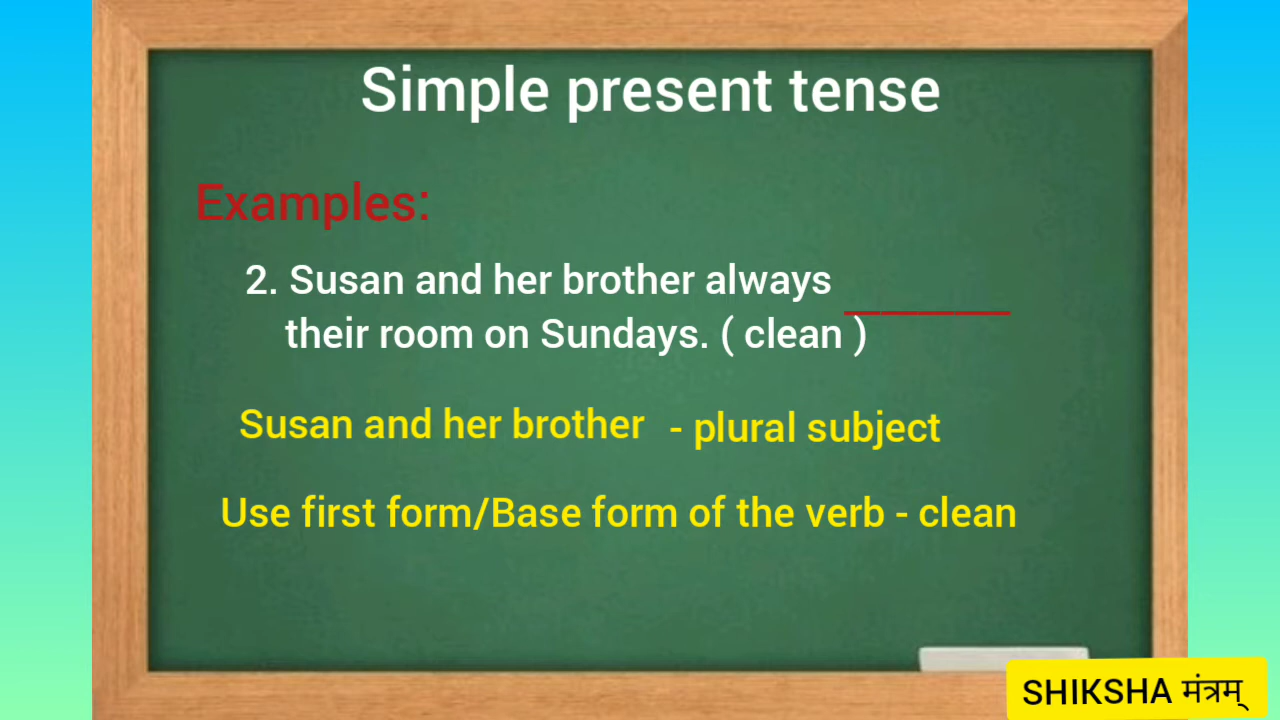 Simple present tense
Examples:
2. Susan and her brother always ________
their room on Sundays. ( clean )
Susan and her brother - plural subject
Use first form/Base form of the verb - clean
SHIKSHA मंत्रम्